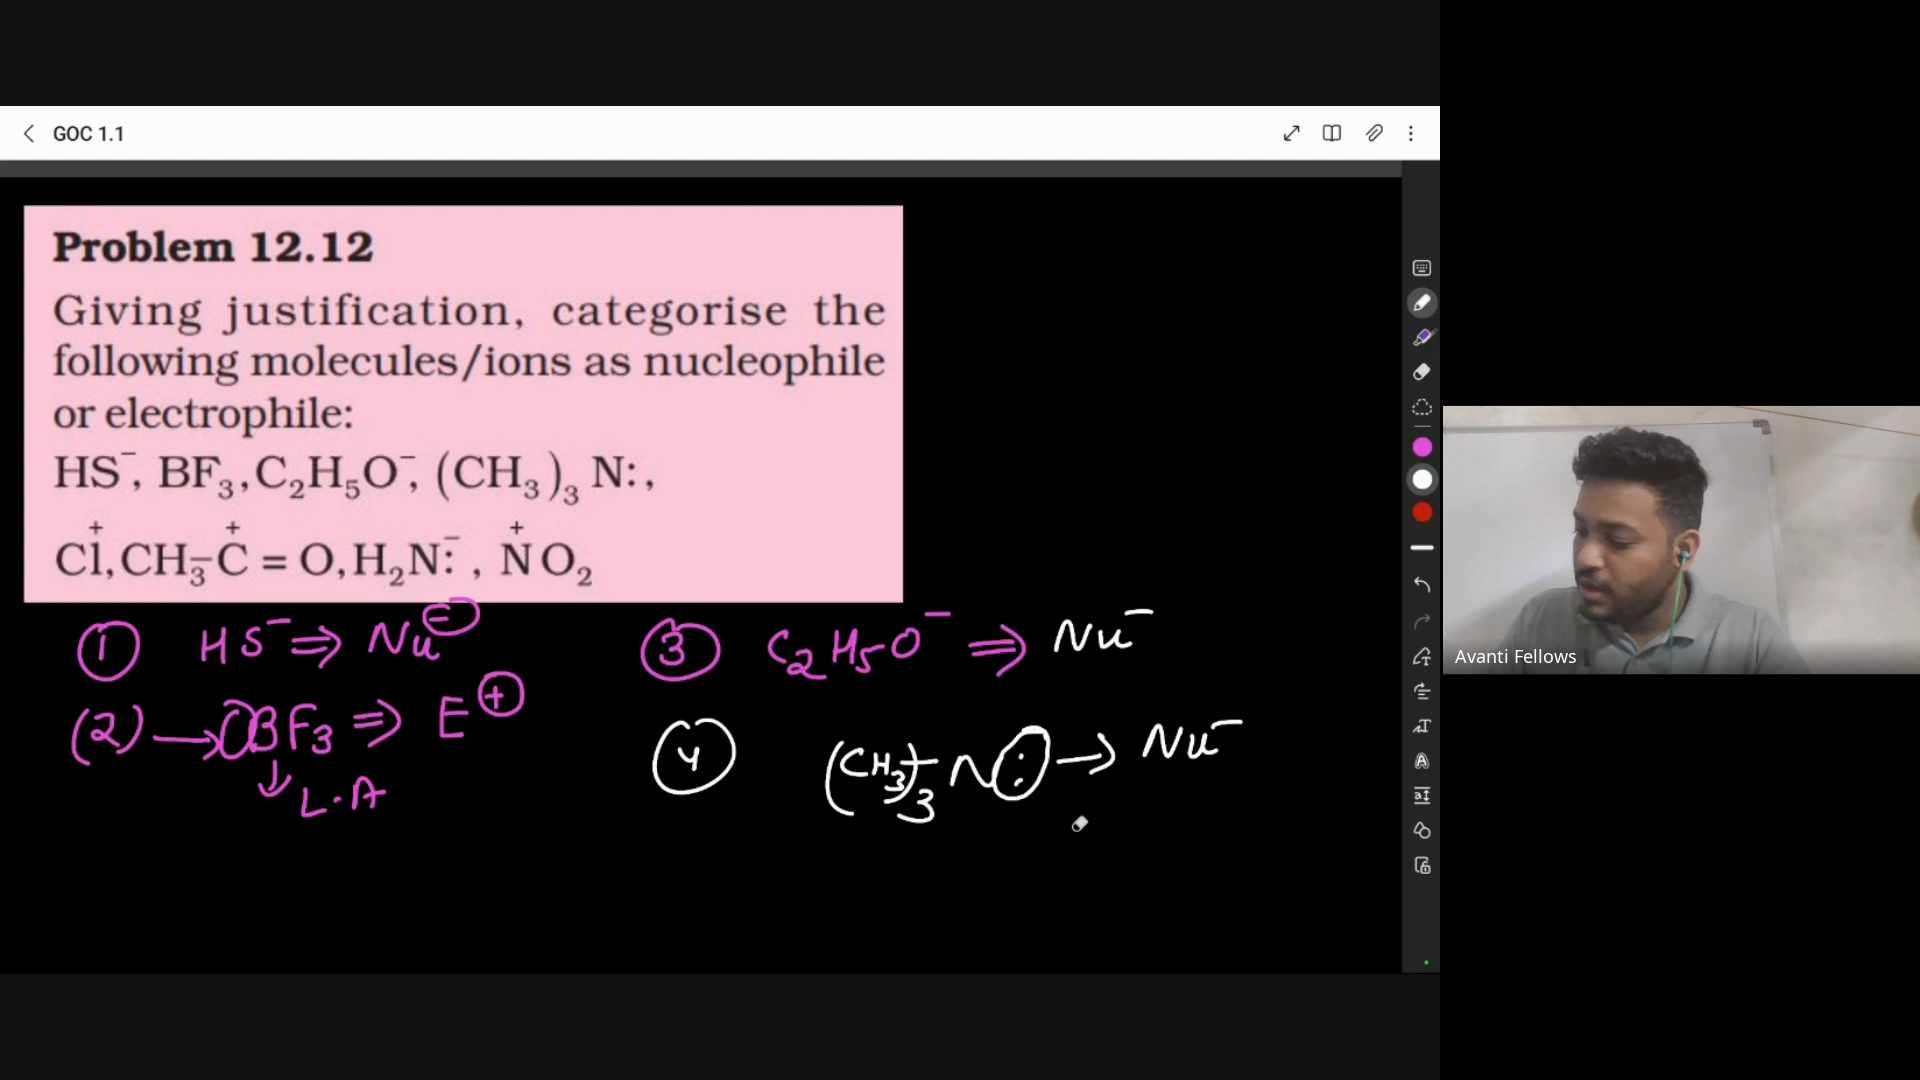 GOC 1.1
Problem 12.12
Giving justification, categorise the
following molecules/ions as nucleophile
or electrophile:
HS⁻, BF₃, C₂H₅O⁻, (CH₃)₃ N:,
C⁺l, CH₃–C⁺ = O, H₂N:⁻, N⁺O₂
① HS⁻ ⇒ Nu⊖
(2) → BF₃ ⇒ E⊕
↓ L.A
③ C₂H₅O⁻ ⇒ Nu⁻
④ (CH₃)₃–N: → Nu⁻
Avanti Fellows